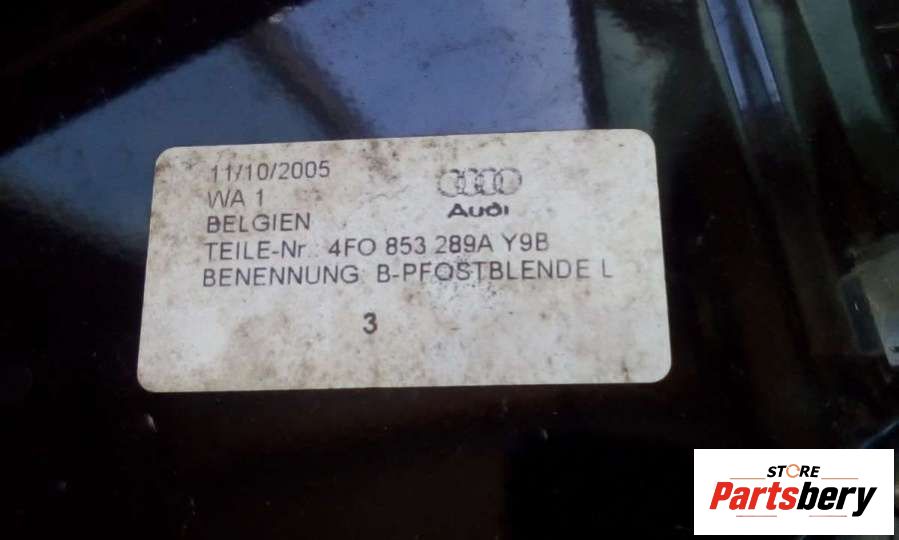 11/10/2005
WA 1
BELGIEN
Audi
TEILE-Nr. 4FO 853 289A Y9B
BENENNUNG: B-PFOSTBLENDE L
3
STORE
Partsbery